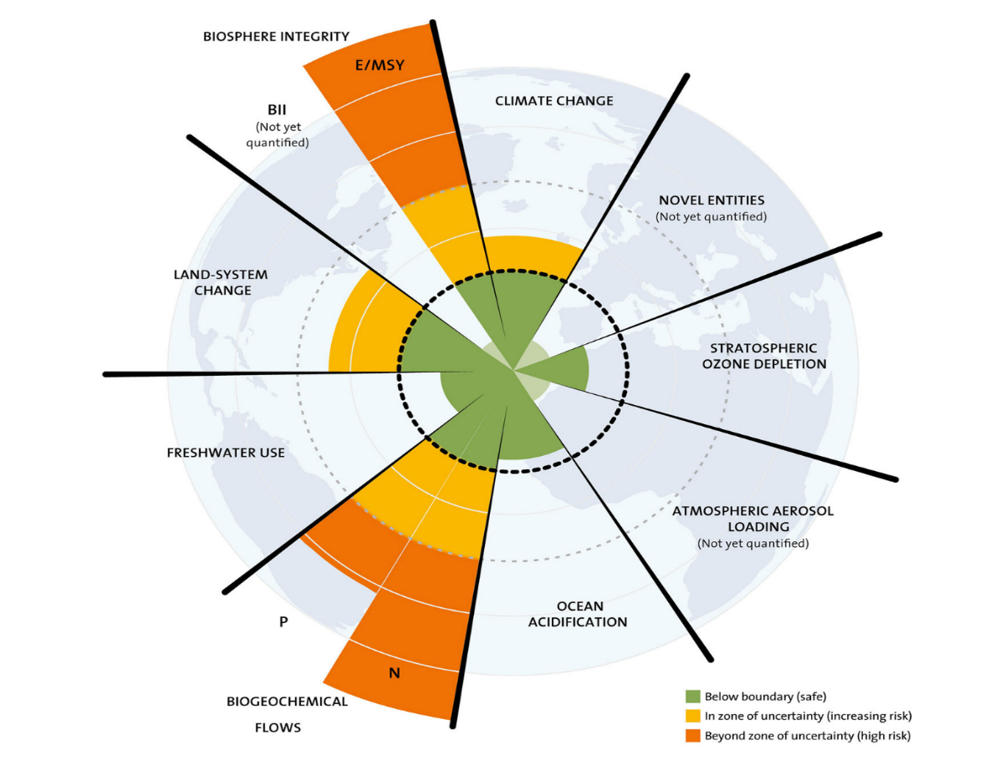 BIOSPHERE INTEGRITY
E/MSY
BII
(Not yet
quantified)
CLIMATE CHANGE
NOVEL ENTITIES
(Not yet quantified)
LAND-SYSTEM
CHANGE
STRATOSPHERIC
OZONE DEPLETION
FRESHWATER USE
ATMOSPHERIC AEROSOL
LOADING
(Not yet quantified)
P
OCEAN
ACIDIFICATION
N
BIOGEOCHEMICAL
FLOWS
Below boundary (safe)
In zone of uncertainty (increasing risk)
Beyond zone of uncertainty (high risk)